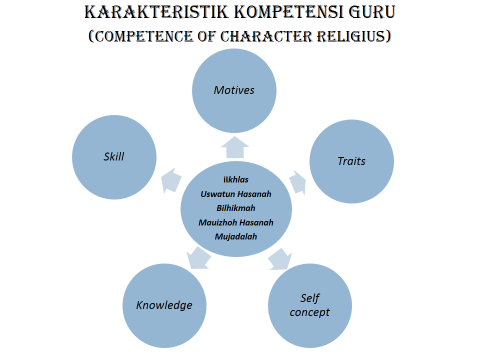 KARAKTERISTIK KOMPETENSI GURU
(COMPETENCE OF CHARACTER RELIGIUS)
Motives
Skill
Traits
iIkhlas
Uswatun Hasanah
Bilhikmah
Mauizhoh Hasanah
Mujadalah
Knowledge
Self
concept